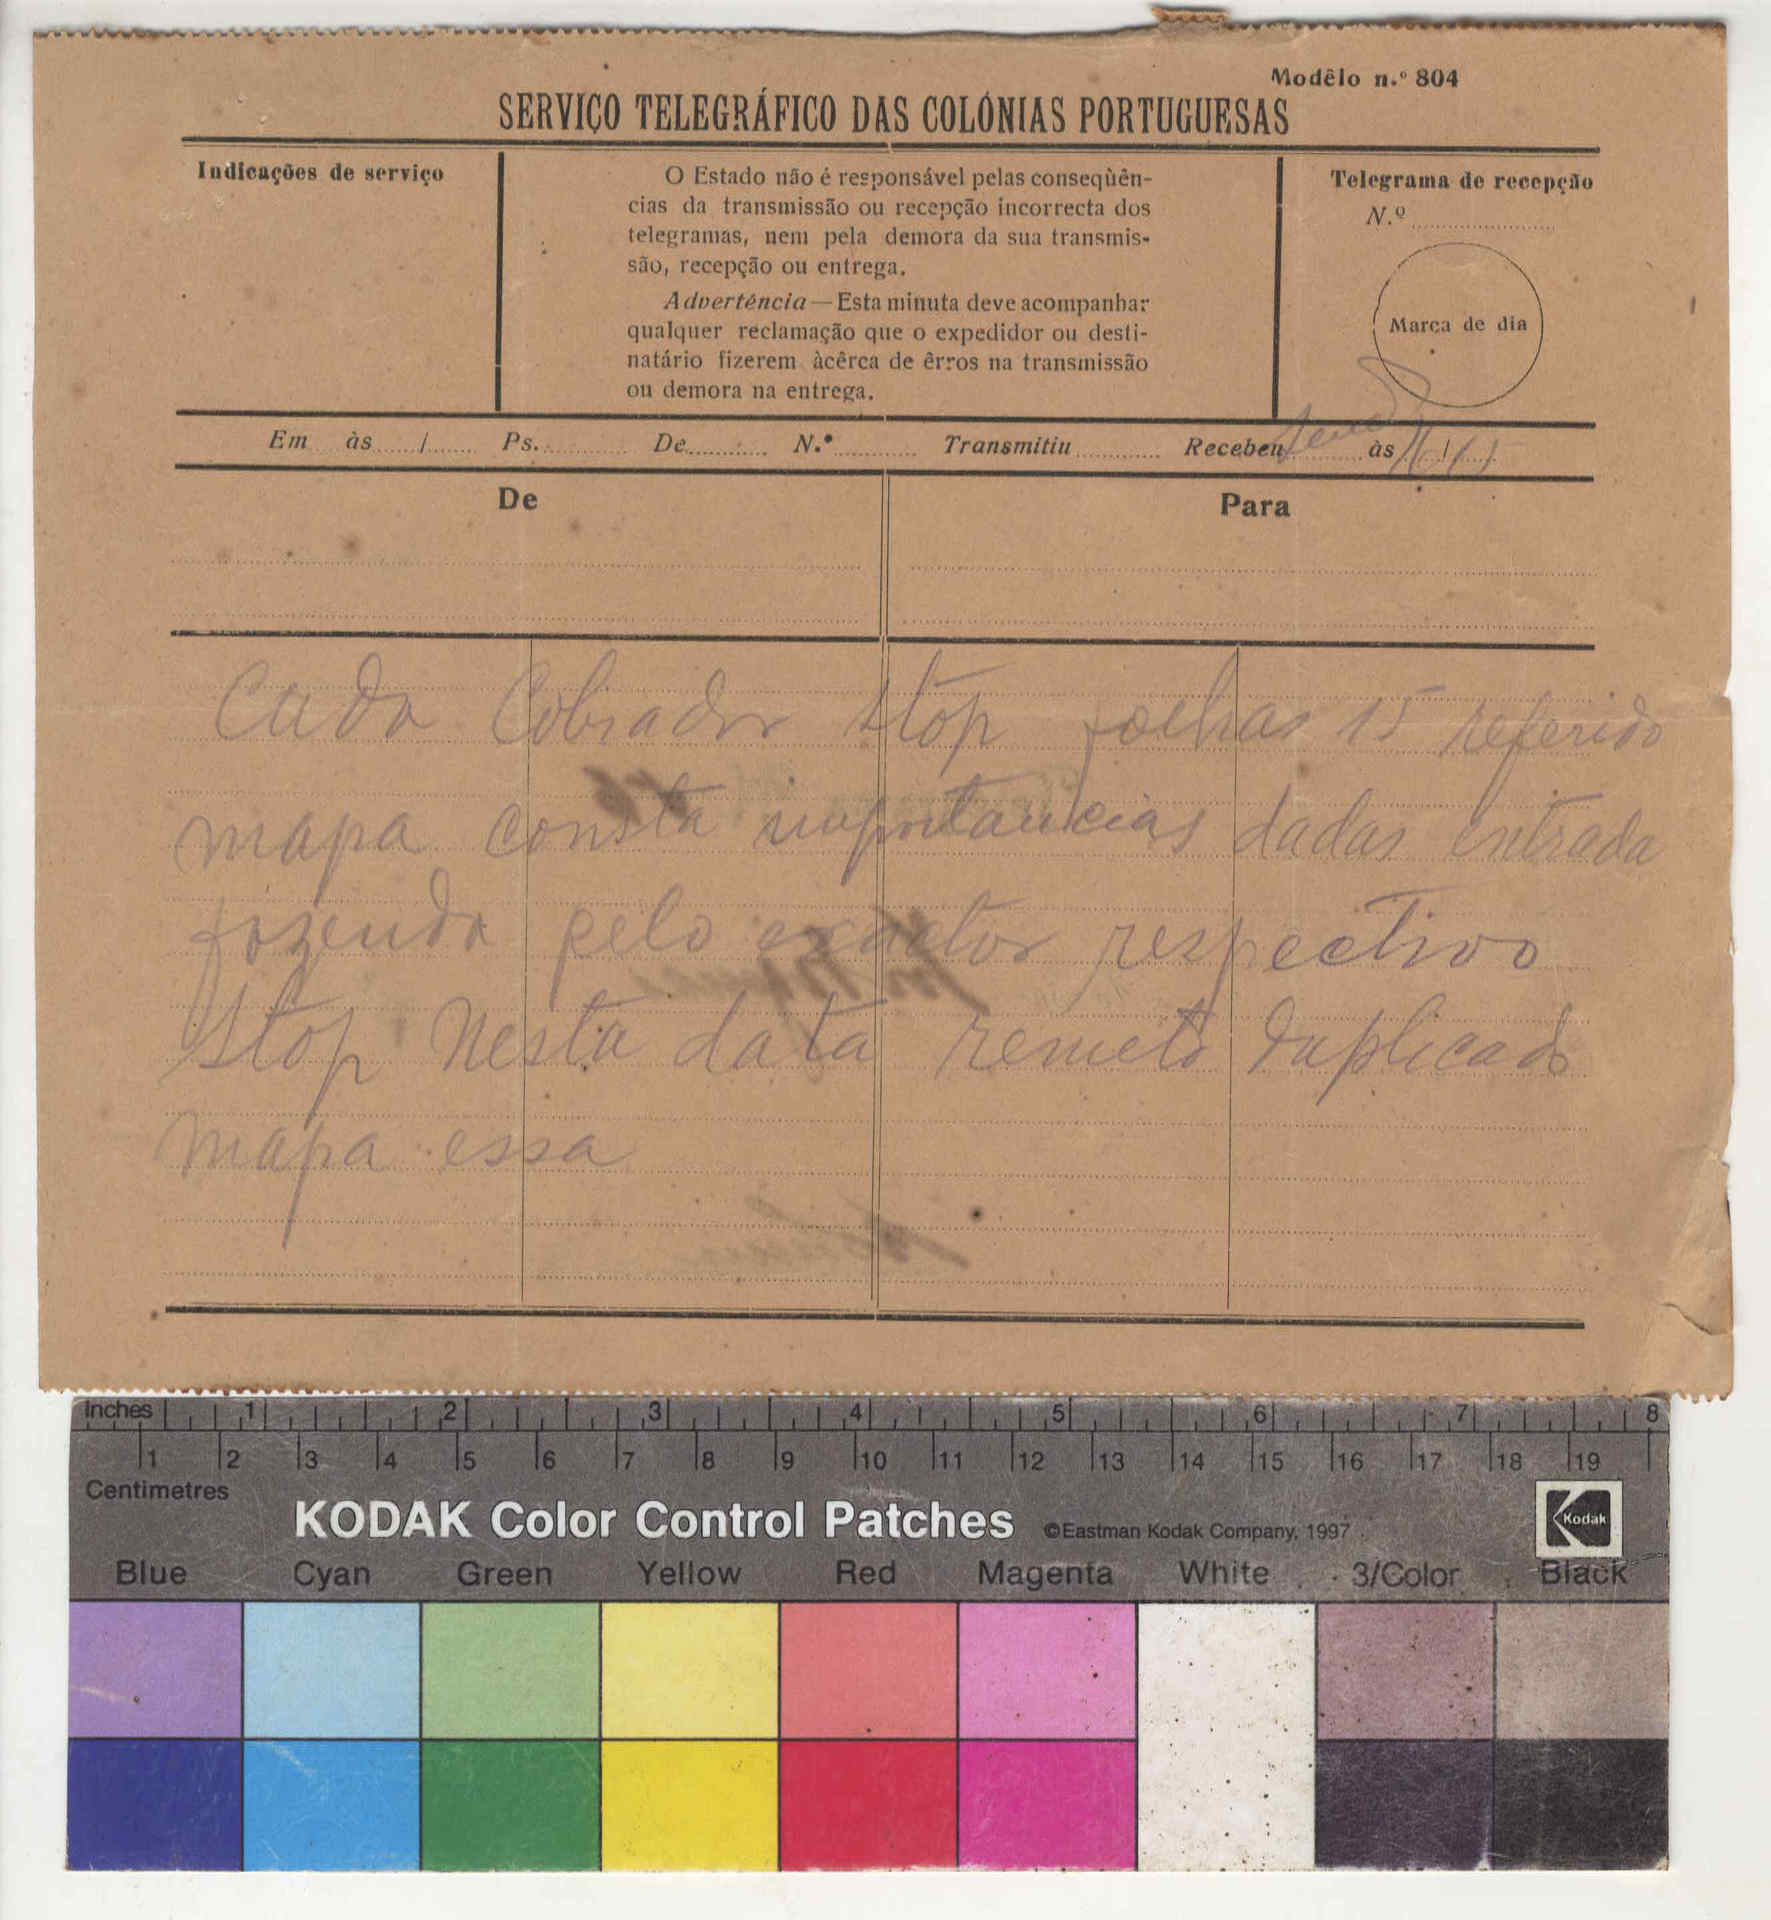 Modêlo n.º 804
SERVIÇO TELEGRÁFICO DAS COLÓNIAS PORTUGUESAS
Indicações de serviço
O Estado não é responsável pelas conseqùên-
cias da transmissão ou recepção incorrecta dos
telegramas, nem pela demora da sua transmis-
são, recepção ou entrega.
Advertência — Esta minuta deve acompanhar
qualquer reclamação que o expedidor ou desti-
natário fizerem àcêrca de êrros na transmissão
ou demora na entrega.
Telegrama de recepção
N.º
Marca de dia
Em às / Ps. De N.º Transmitiu Recebeu às /
De
Para
Cada Cobrador stop folhas 15 referido
mapa consta importancias dadas entrada
fazenda pelo exactor respectivo
stop Nesta data remeto duplicado
mapa essa
Inches 1 2 3 4 5 6 7 8
1 2 3 4 5 6 7 8 9 10 11 12 13 14 15 16 17 18 19
Centimetres
KODAK Color Control Patches ©Eastman Kodak Company, 1997
Kodak
Blue Cyan Green Yellow Red Magenta White 3/Color Black